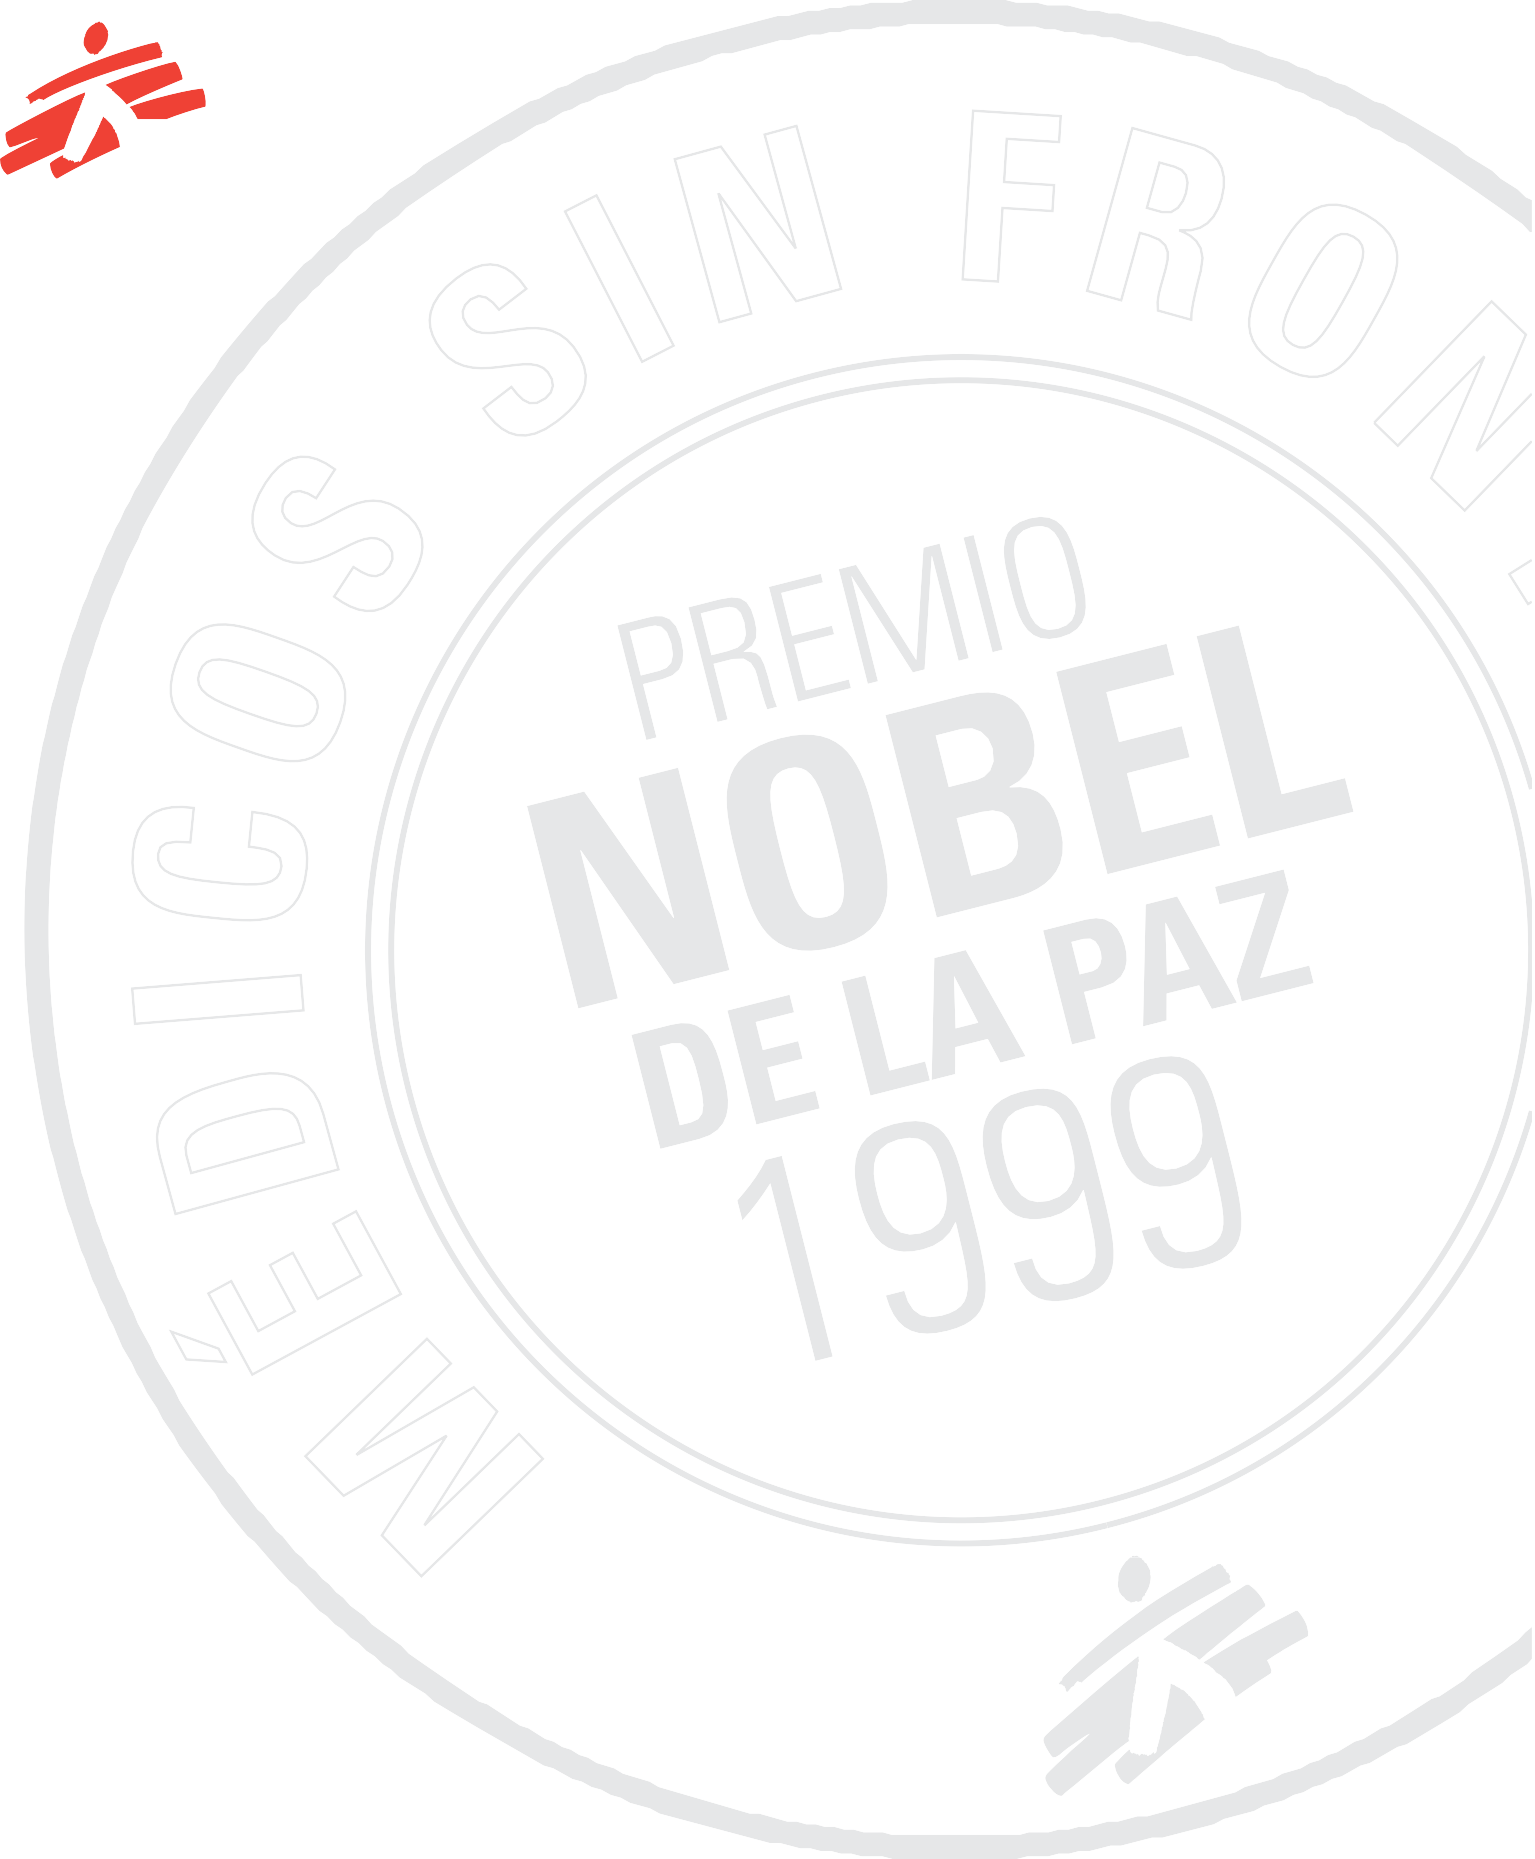 MÉDICOS SIN FRON
PREMIO
NOBEL
DE LA PAZ
1999